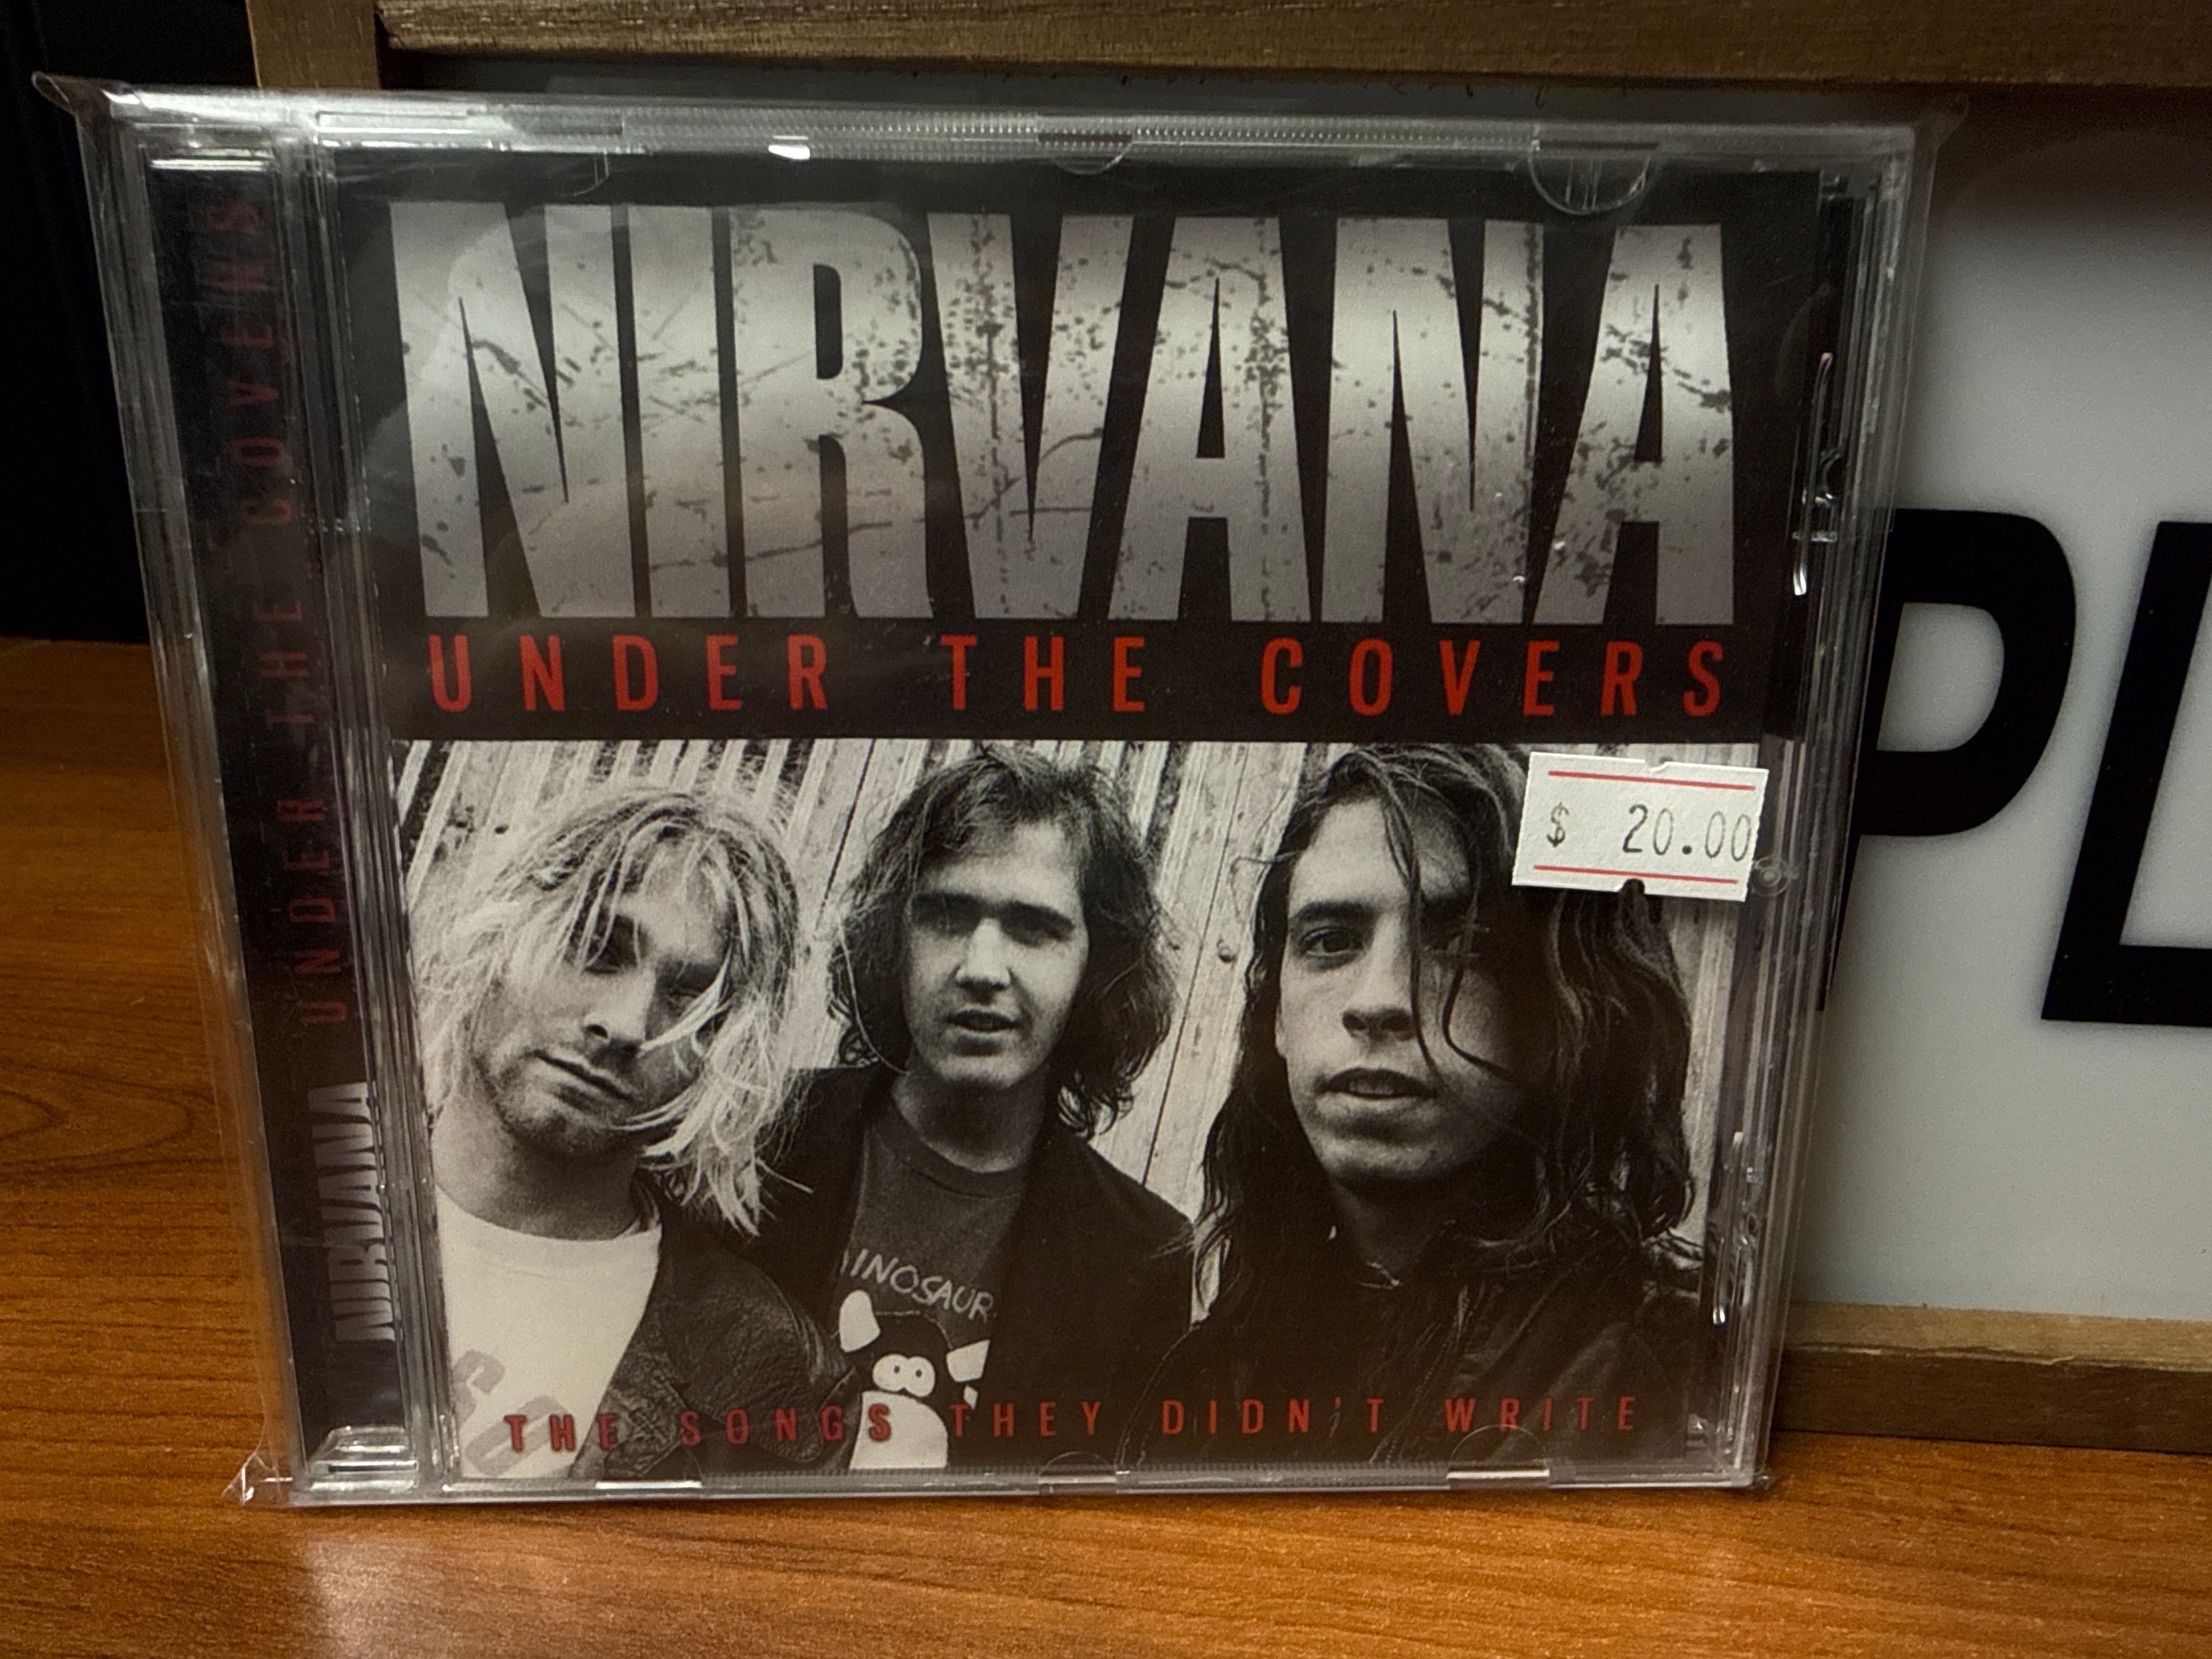 NIRVANA
UNDER THE COVERS
$ 20.00
INOSAUR
THE SONGS THEY DIDN'T WRITE
NIRVANA UNDER THE COVERS
PL